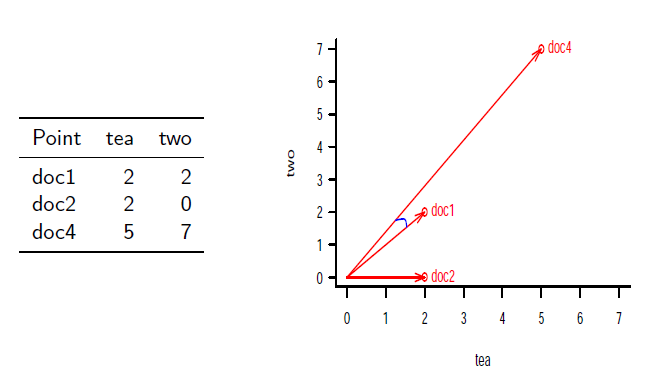 Point tea two
doc1 2 2
doc2 2 0
doc4 5 7
two
7
6
5
4
3
2
1
0
doc4
doc1
doc2
0 1 2 3 4 5 6 7
tea